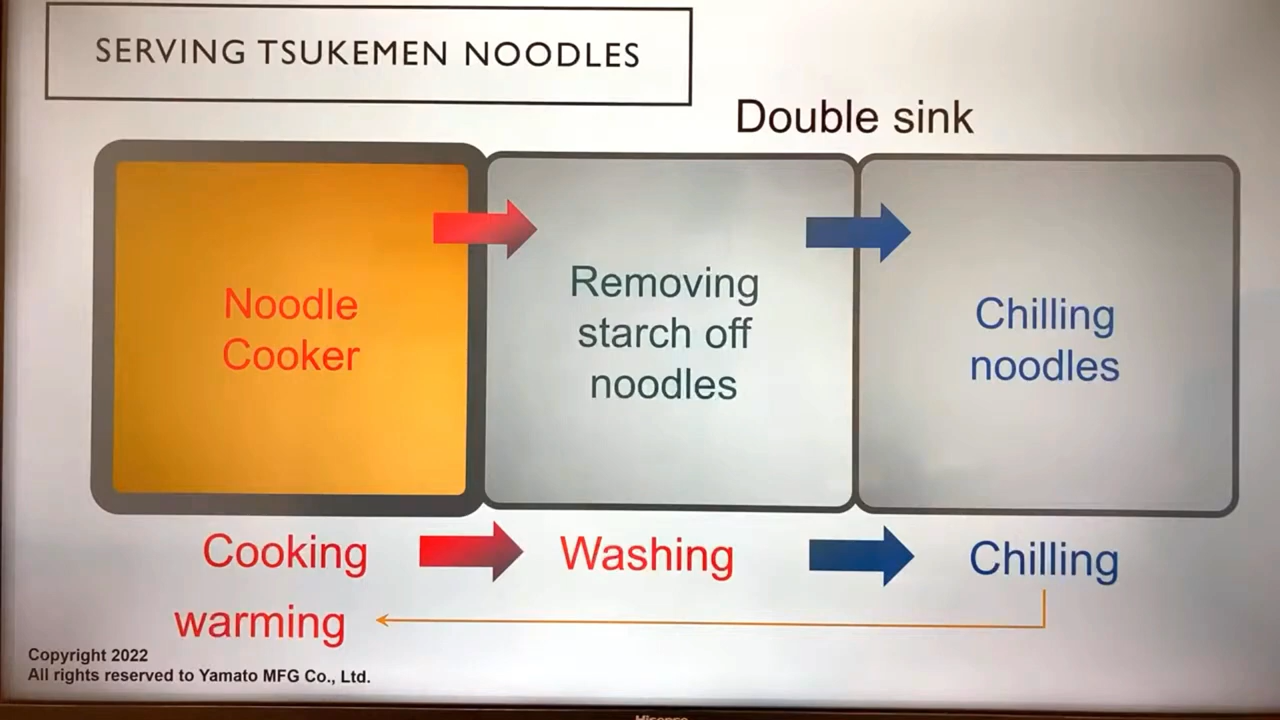 SERVING TSUKEMEN NOODLES
Double sink
Noodle
Cooker
Removing
starch off
noodles
Chilling
noodles
Cooking
Washing
Chilling
warming
Copyright 2022
All rights reserved to Yamato MFG Co., Ltd.
Hisense